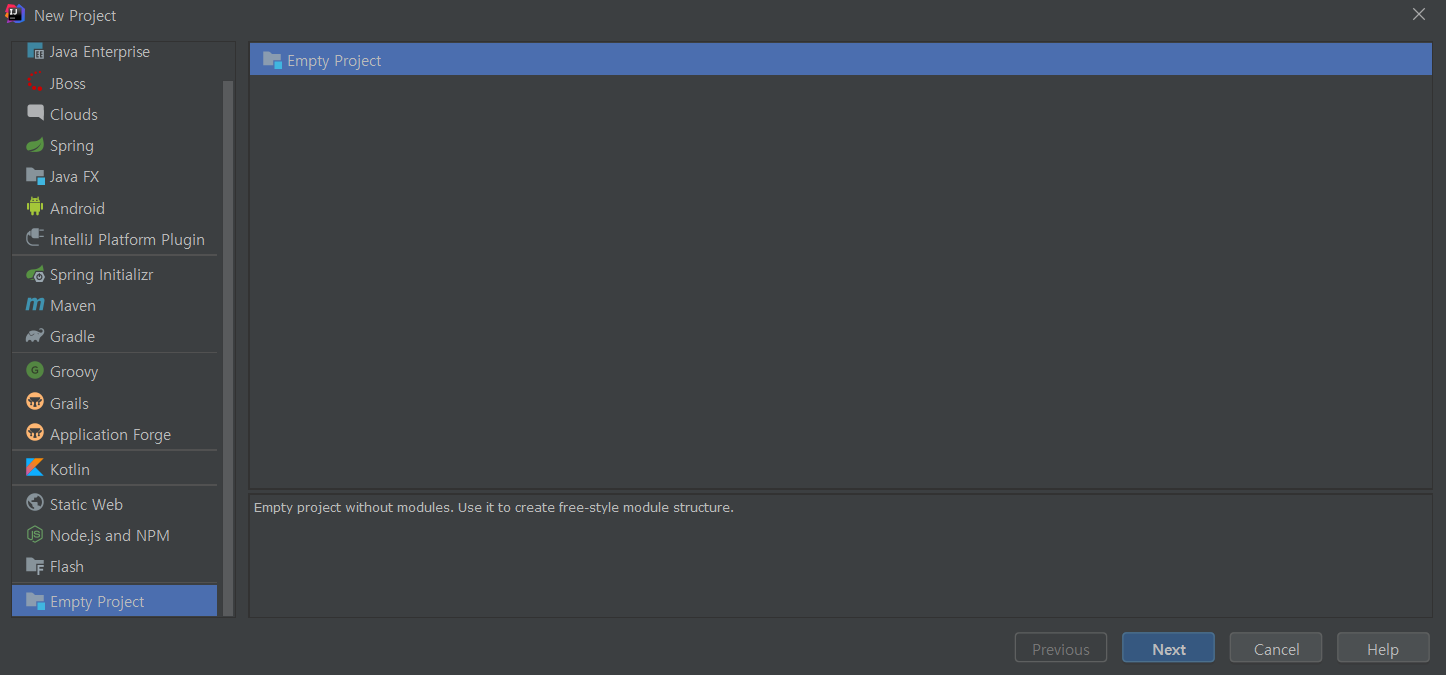 New Project
Java Enterprise
JBoss
Clouds
Spring
Java FX
Android
IntelliJ Platform Plugin
Spring Initializr
Maven
Gradle
Groovy
Grails
Application Forge
Kotlin
Static Web
Node.js and NPM
Flash
Empty Project
Empty Project
Empty project without modules. Use it to create free-style module structure.
Previous
Next
Cancel
Help